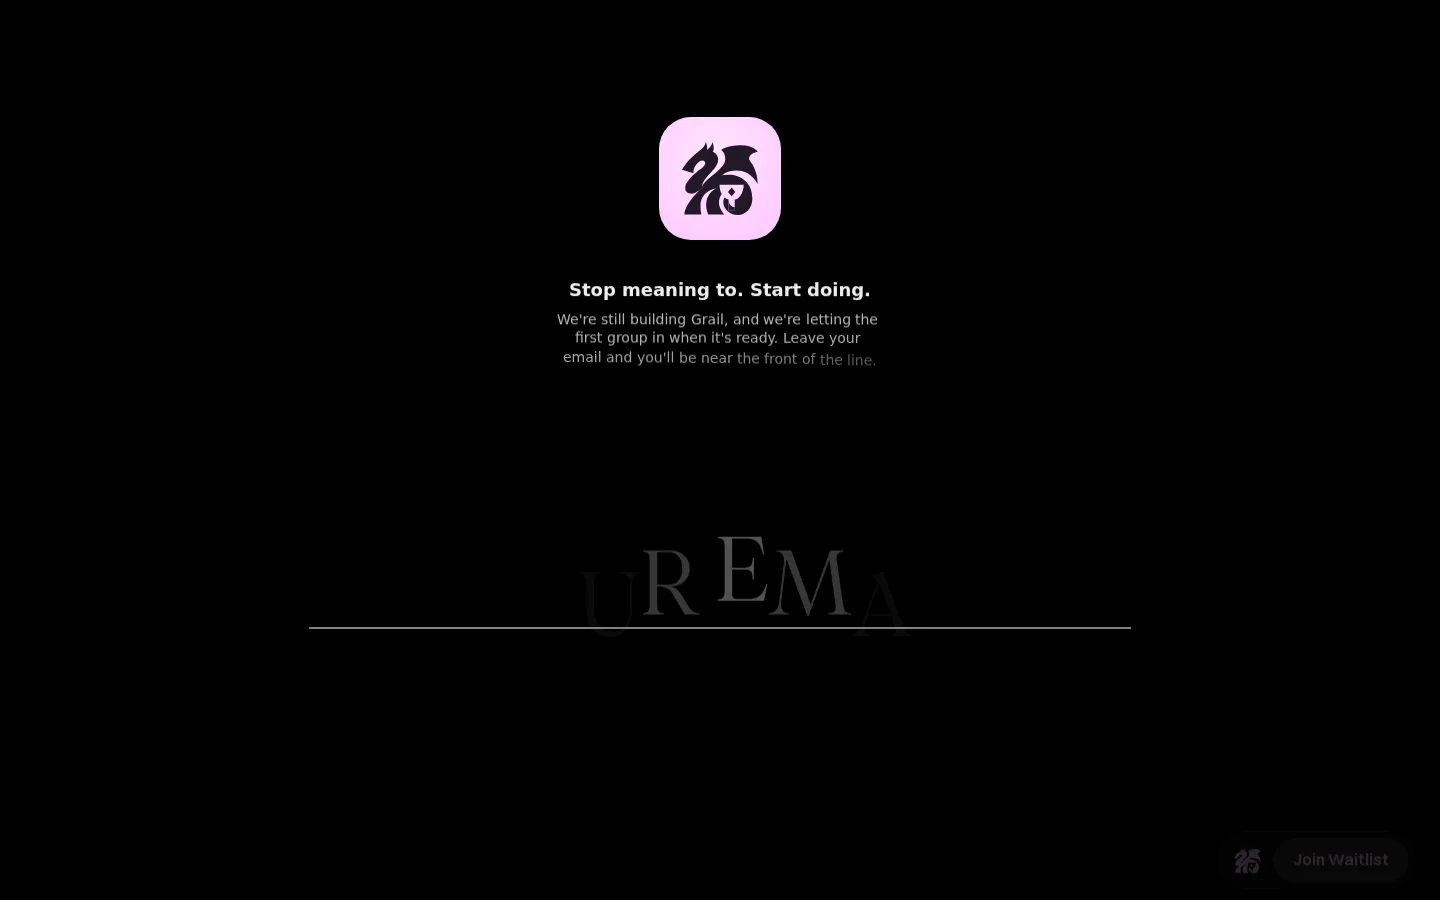 Stop meaning to. Start doing.
We're still building Grail, and we're letting the
first group in when it's ready. Leave your
email and you'll be near the front of the line.
UREMA
Join Waitlist